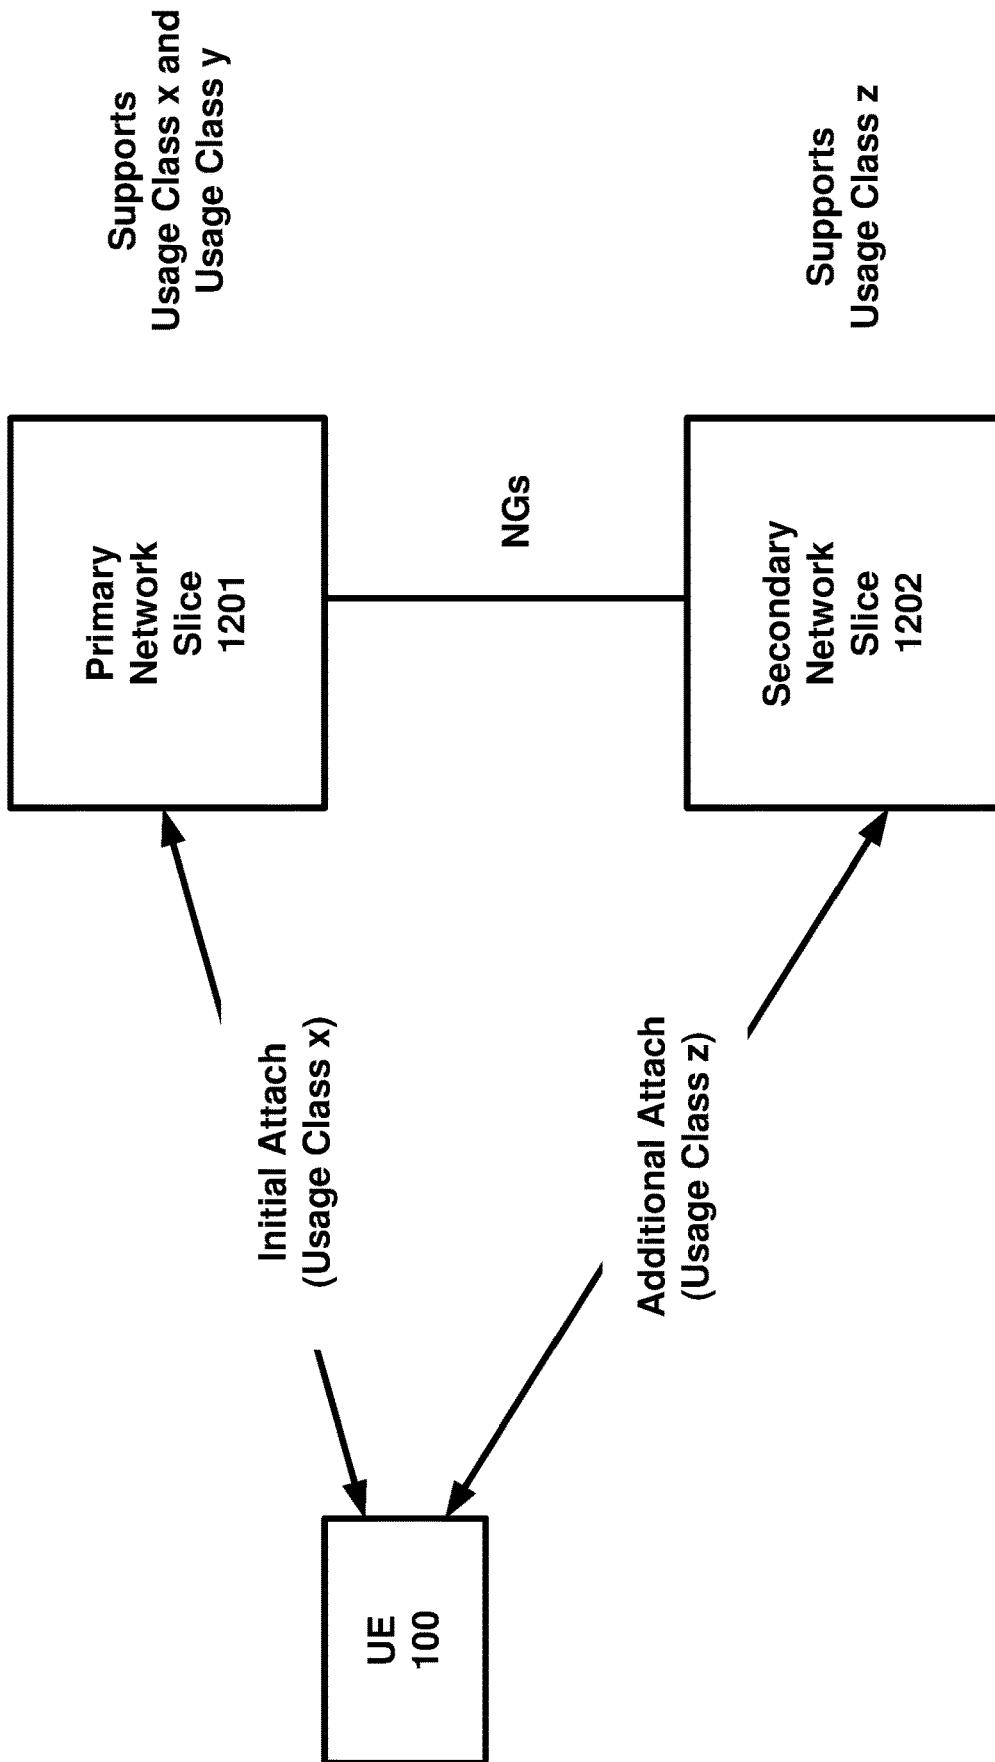 Supports
Usage Class x and
Usage Class y
Primary
Network
Slice
1201
Initial Attach
(Usage Class x)
NGs
UE
100
Additional Attach
(Usage Class z)
Secondary
Network
Slice
1202
Supports
Usage Class z